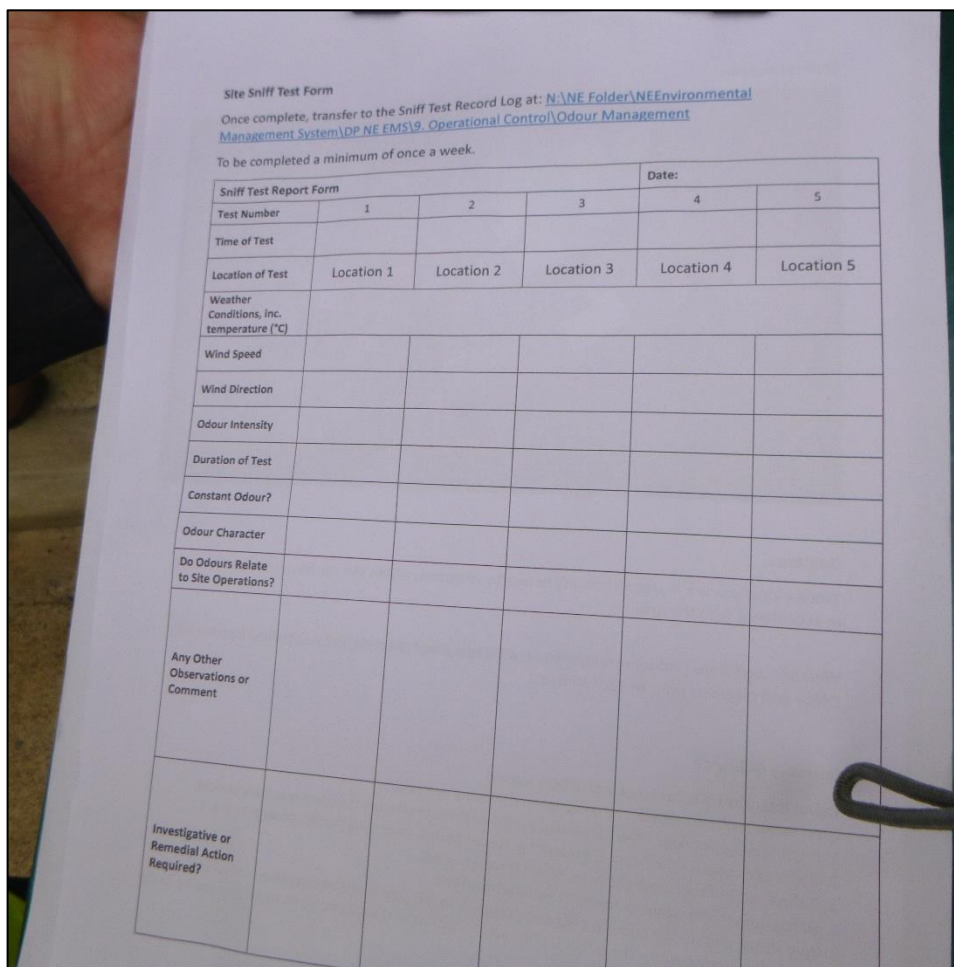 Site Sniff Test Form
Once complete, transfer to the Sniff Test Record Log at: N:\NE Folder\NEEnvironmental
Management System\DP NE EMS\9. Operational Control\Odour Management
To be completed a minimum of once a week.
Sniff Test Report Form Date:
Test Number 1 2 3 4 5
Time of Test
Location of Test Location 1 Location 2 Location 3 Location 4 Location 5
Weather
Conditions, inc.
temperature (°C)
Wind Speed
Wind Direction
Odour Intensity
Duration of Test
Constant Odour?
Odour Character
Do Odours Relate
to Site Operations?
Any Other
Observations or
Comment
Investigative or
Remedial Action
Required?